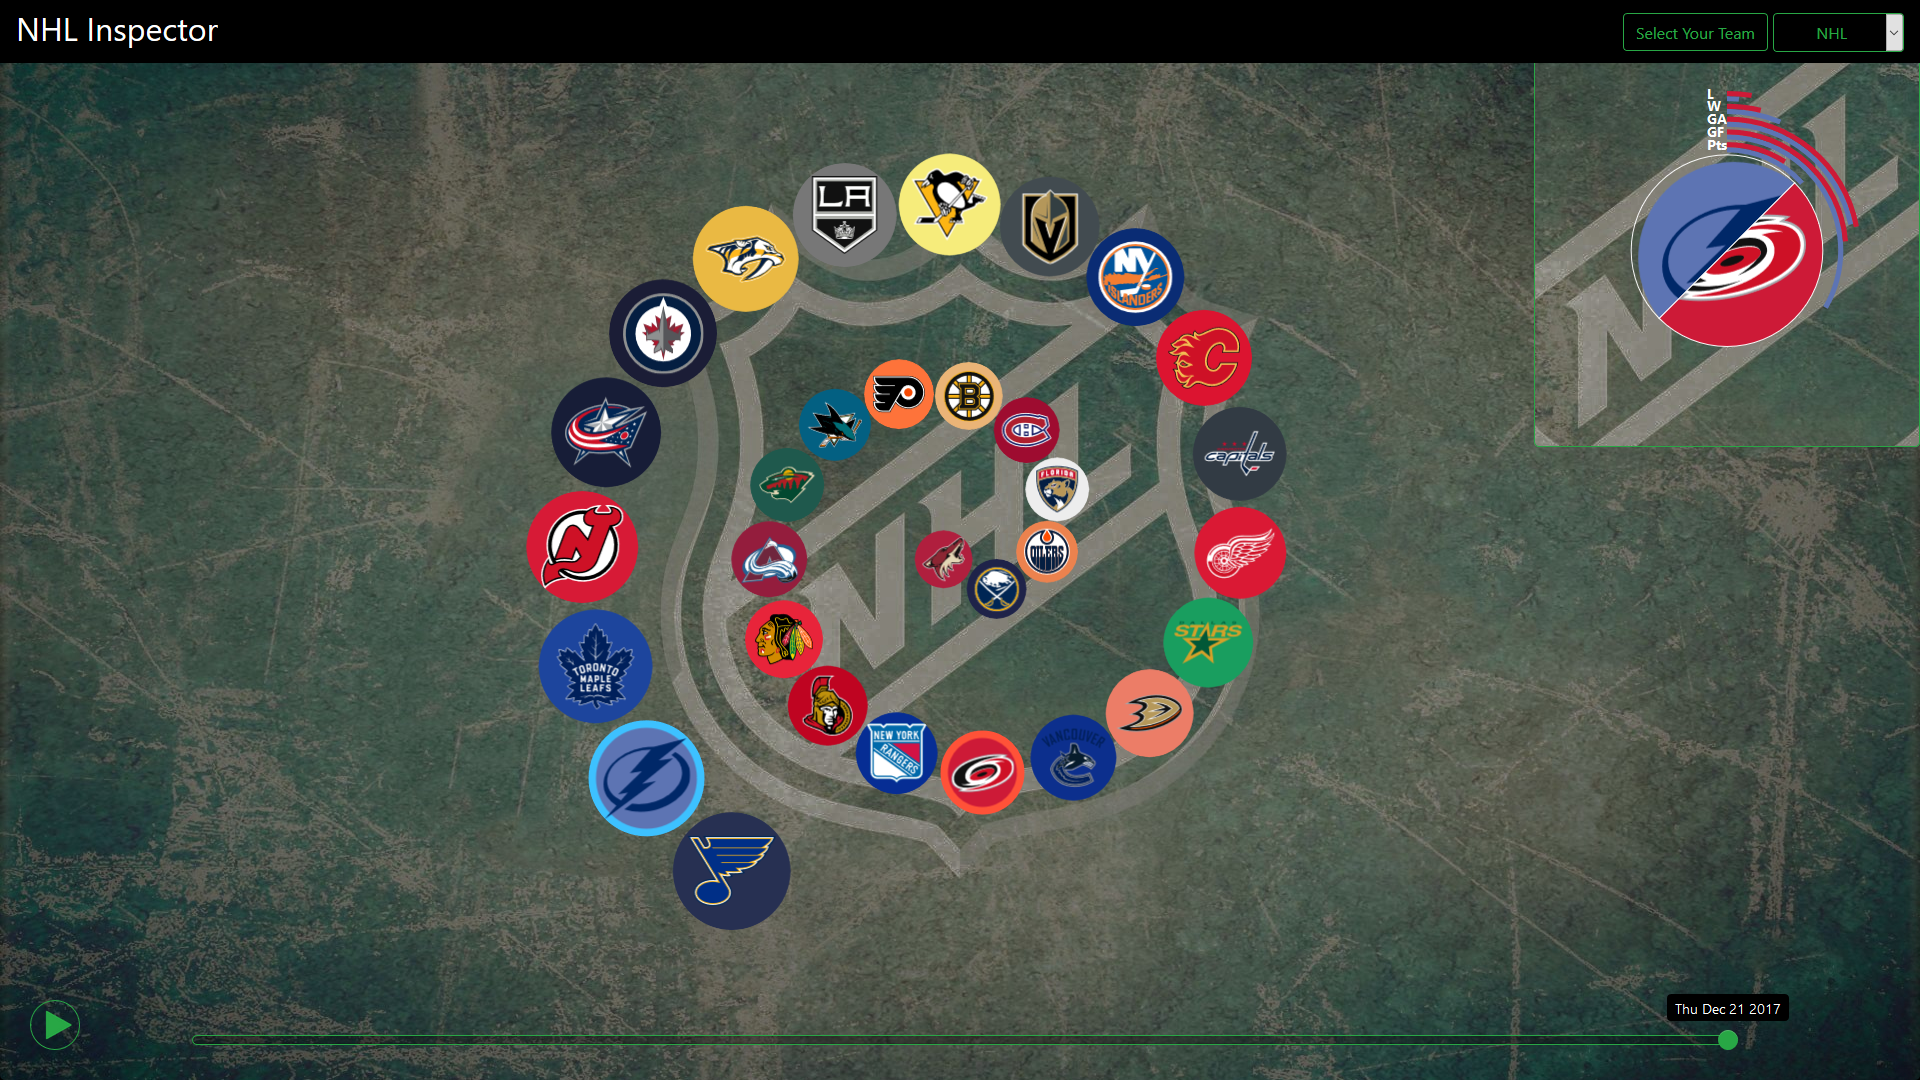 NHL Inspector
Select Your Team
NHL
L
W
GA
GF
Pts
LA
NY
ISLANDERS
capitals
FLORIDA
OILERS
STARS
TORONTO
MAPLE
LEAFS
NEW YORK
RANGERS
VANCOUVER
NHL
Thu Dec 21 2017